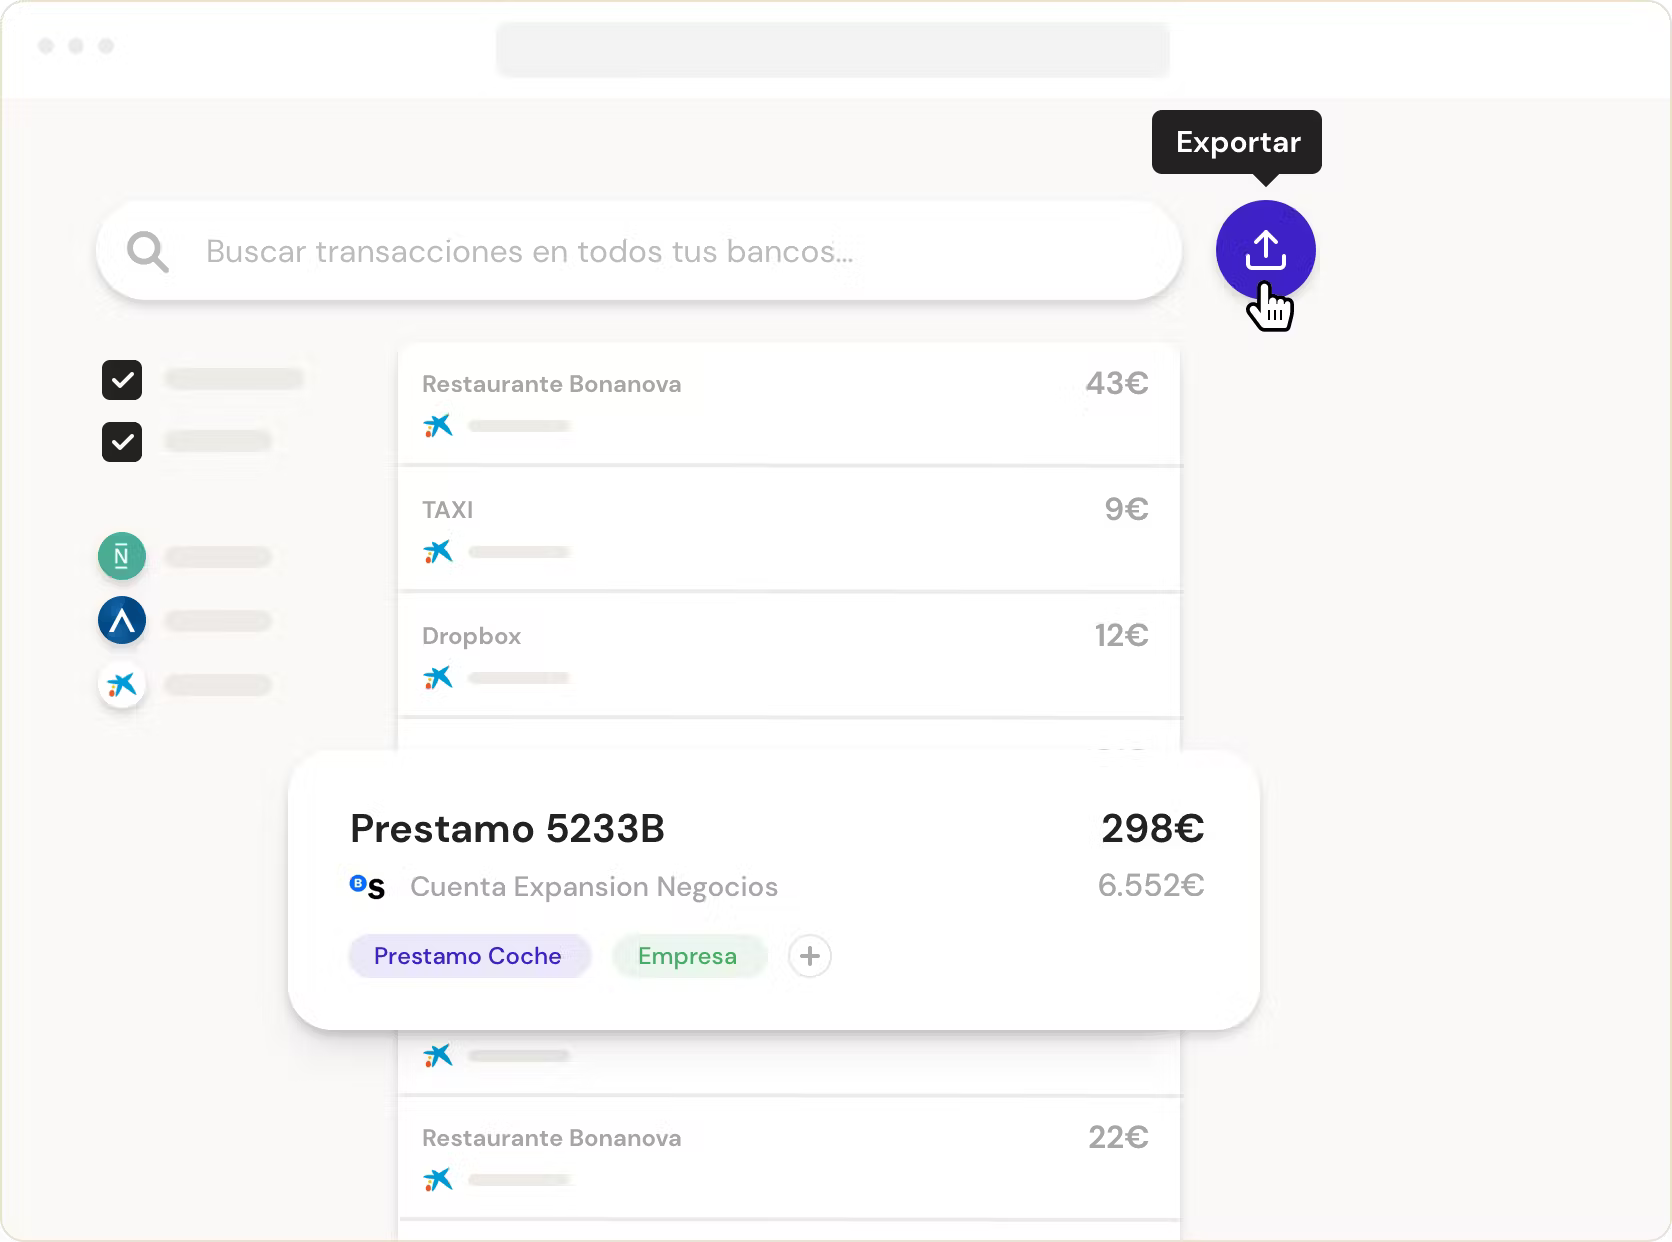 Exportar
Buscar transacciones en todos tus bancos...
Restaurante Bonanova 43€
TAXI 9€
N
Dropbox 12€
Prestamo 5233B 298€
BS Cuenta Expansion Negocios 6.552€
Prestamo Coche Empresa
Restaurante Bonanova 22€